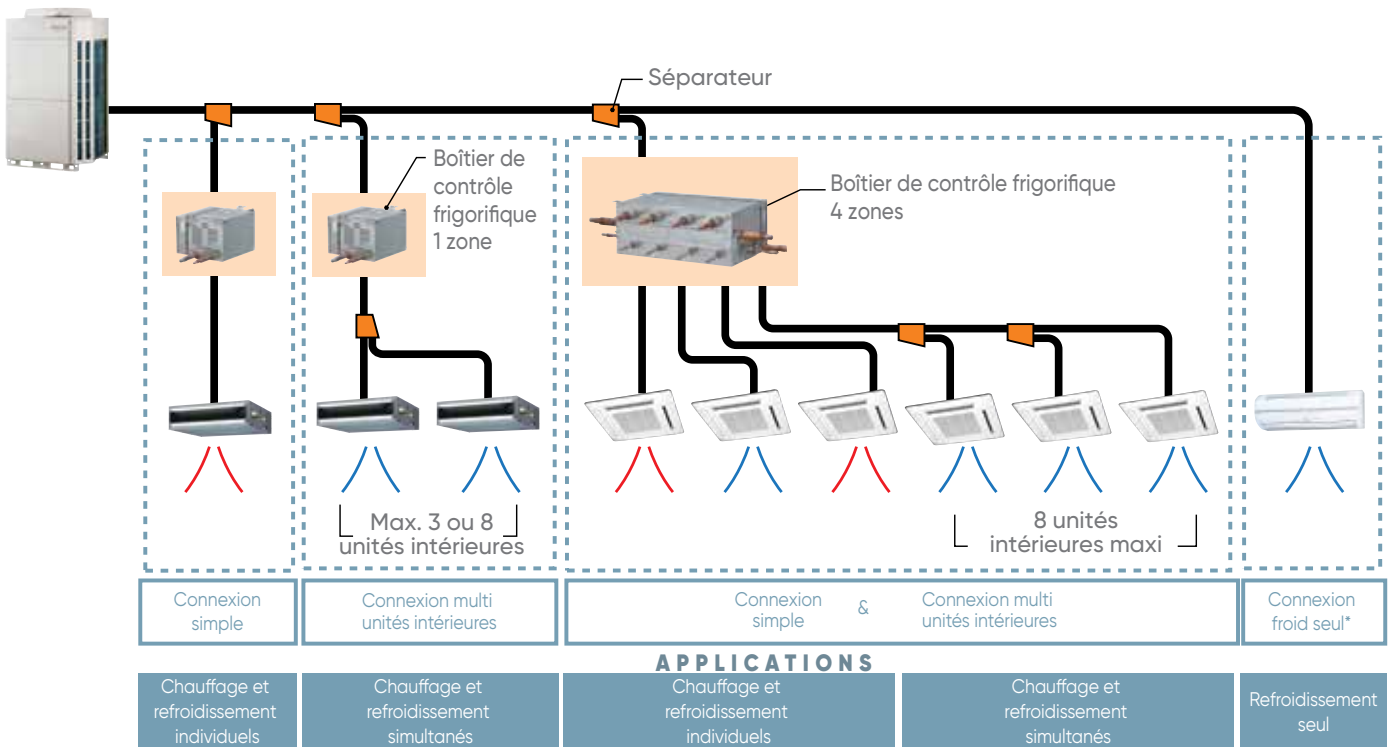 Séparateur
Boîtier de
contrôle
frigorifique
1 zone
Boîtier de contrôle frigorifique
4 zones
Max. 3 ou 8
unités intérieures
8 unités
intérieures maxi
Connexion
simple
Connexion multi
unités intérieures
Connexion
simple
&
Connexion multi
unités intérieures
Connexion
froid seul*
APPLICATIONS
Chauffage et
refroidissement
individuels
Chauffage et
refroidissement
simultanés
Chauffage et
refroidissement
individuels
Chauffage et
refroidissement
simultanés
Refroidissement
seul